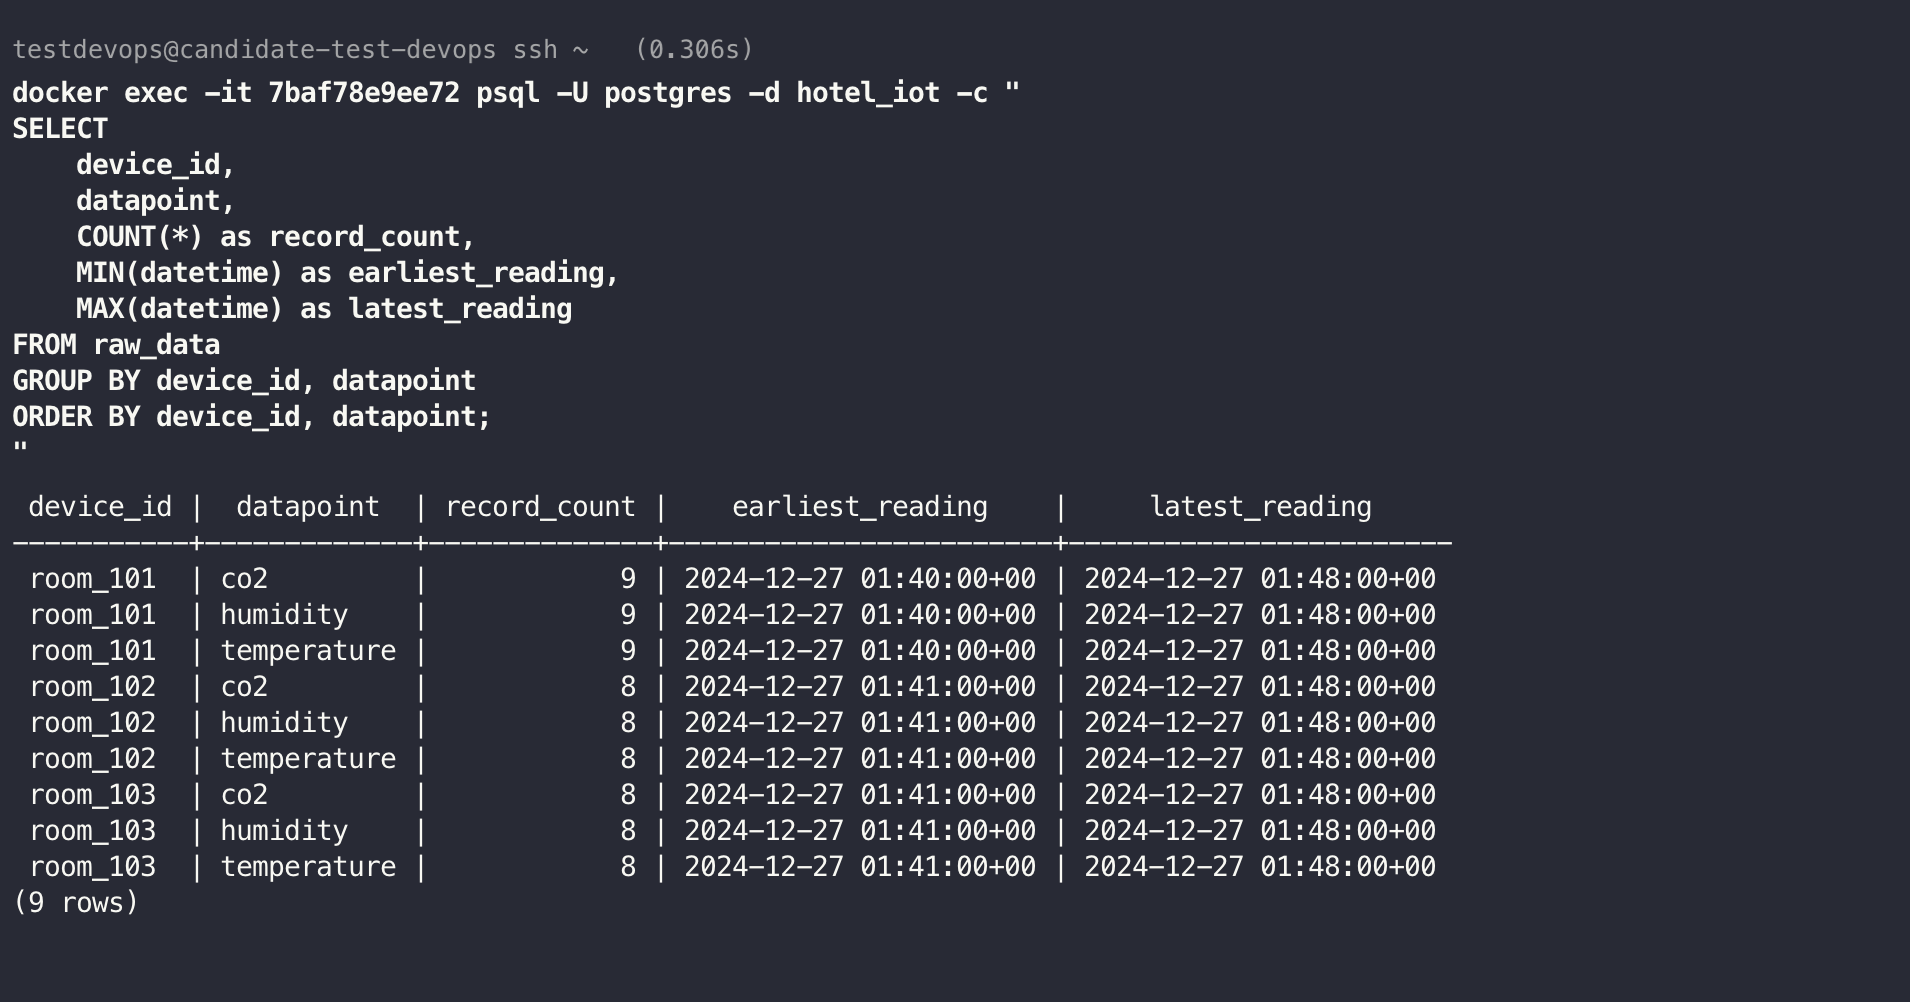 testdevops@candidate-test-devops ssh ~   (0.306s)
docker exec -it 7baf78e9ee72 psql -U postgres -d hotel_iot -c "
SELECT
    device_id,
    datapoint,
    COUNT(*) as record_count,
    MIN(datetime) as earliest_reading,
    MAX(datetime) as latest_reading
FROM raw_data
GROUP BY device_id, datapoint
ORDER BY device_id, datapoint;
"
 device_id |  datapoint  | record_count |    earliest_reading    |     latest_reading
-----------+-------------+--------------+------------------------+------------------------
 room_101  | co2         |            9 | 2024-12-27 01:40:00+00 | 2024-12-27 01:48:00+00
 room_101  | humidity    |            9 | 2024-12-27 01:40:00+00 | 2024-12-27 01:48:00+00
 room_101  | temperature |            9 | 2024-12-27 01:40:00+00 | 2024-12-27 01:48:00+00
 room_102  | co2         |            8 | 2024-12-27 01:41:00+00 | 2024-12-27 01:48:00+00
 room_102  | humidity    |            8 | 2024-12-27 01:41:00+00 | 2024-12-27 01:48:00+00
 room_102  | temperature |            8 | 2024-12-27 01:41:00+00 | 2024-12-27 01:48:00+00
 room_103  | co2         |            8 | 2024-12-27 01:41:00+00 | 2024-12-27 01:48:00+00
 room_103  | humidity    |            8 | 2024-12-27 01:41:00+00 | 2024-12-27 01:48:00+00
 room_103  | temperature |            8 | 2024-12-27 01:41:00+00 | 2024-12-27 01:48:00+00
(9 rows)